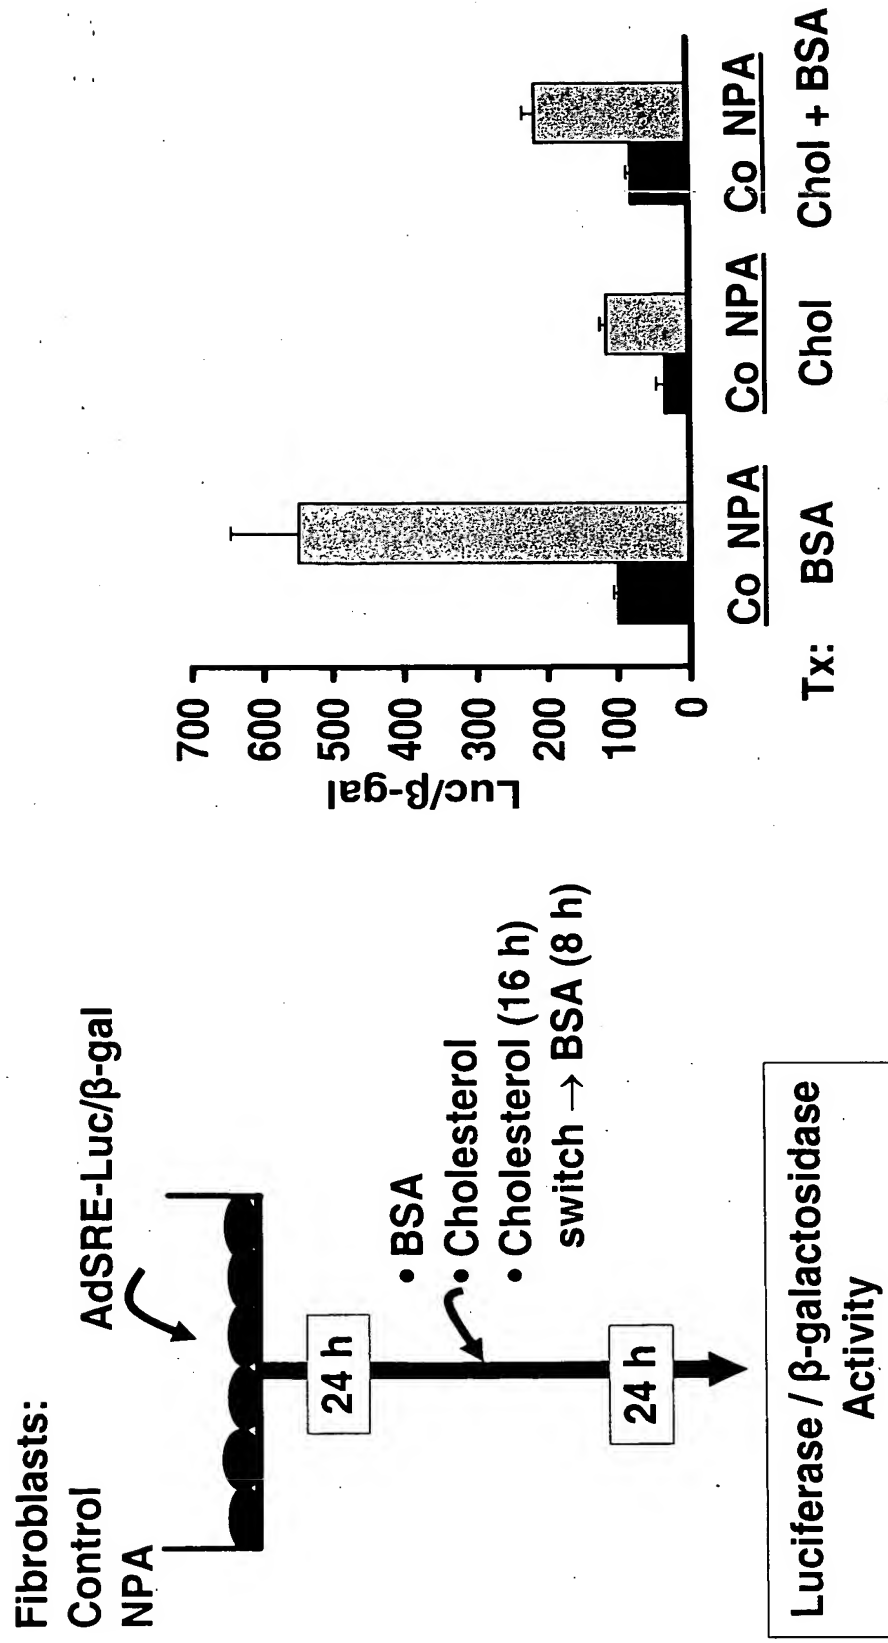 Fibroblasts:
Control
NPA
AdSRE-Luc/β-gal
24 h
• BSA
• Cholesterol
• Cholesterol (16 h)
switch → BSA (8 h)
24 h
Luciferase / β-galactosidase
Activity
Luc/β-gal
700
600
500
400
300
200
100
0
Co NPA
Co NPA
Co NPA
Tx: BSA Chol Chol + BSA